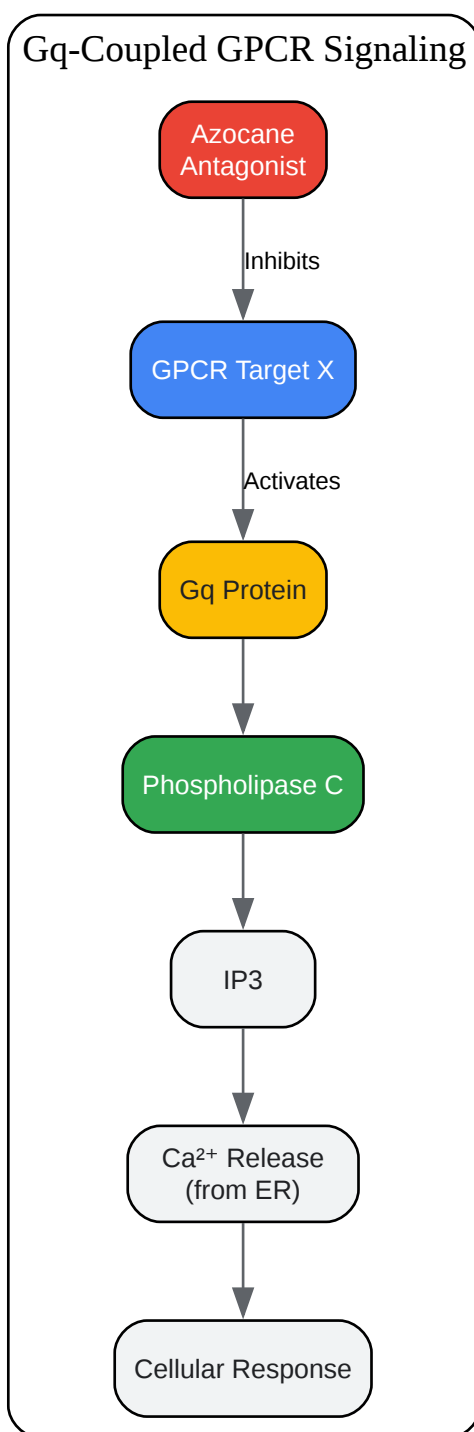 Gq-Coupled GPCR Signaling
Azocane
Antagonist
Inhibits
GPCR Target X
Activates
Gq Protein
Phospholipase C
IP3
Ca²⁺ Release
(from ER)
Cellular Response